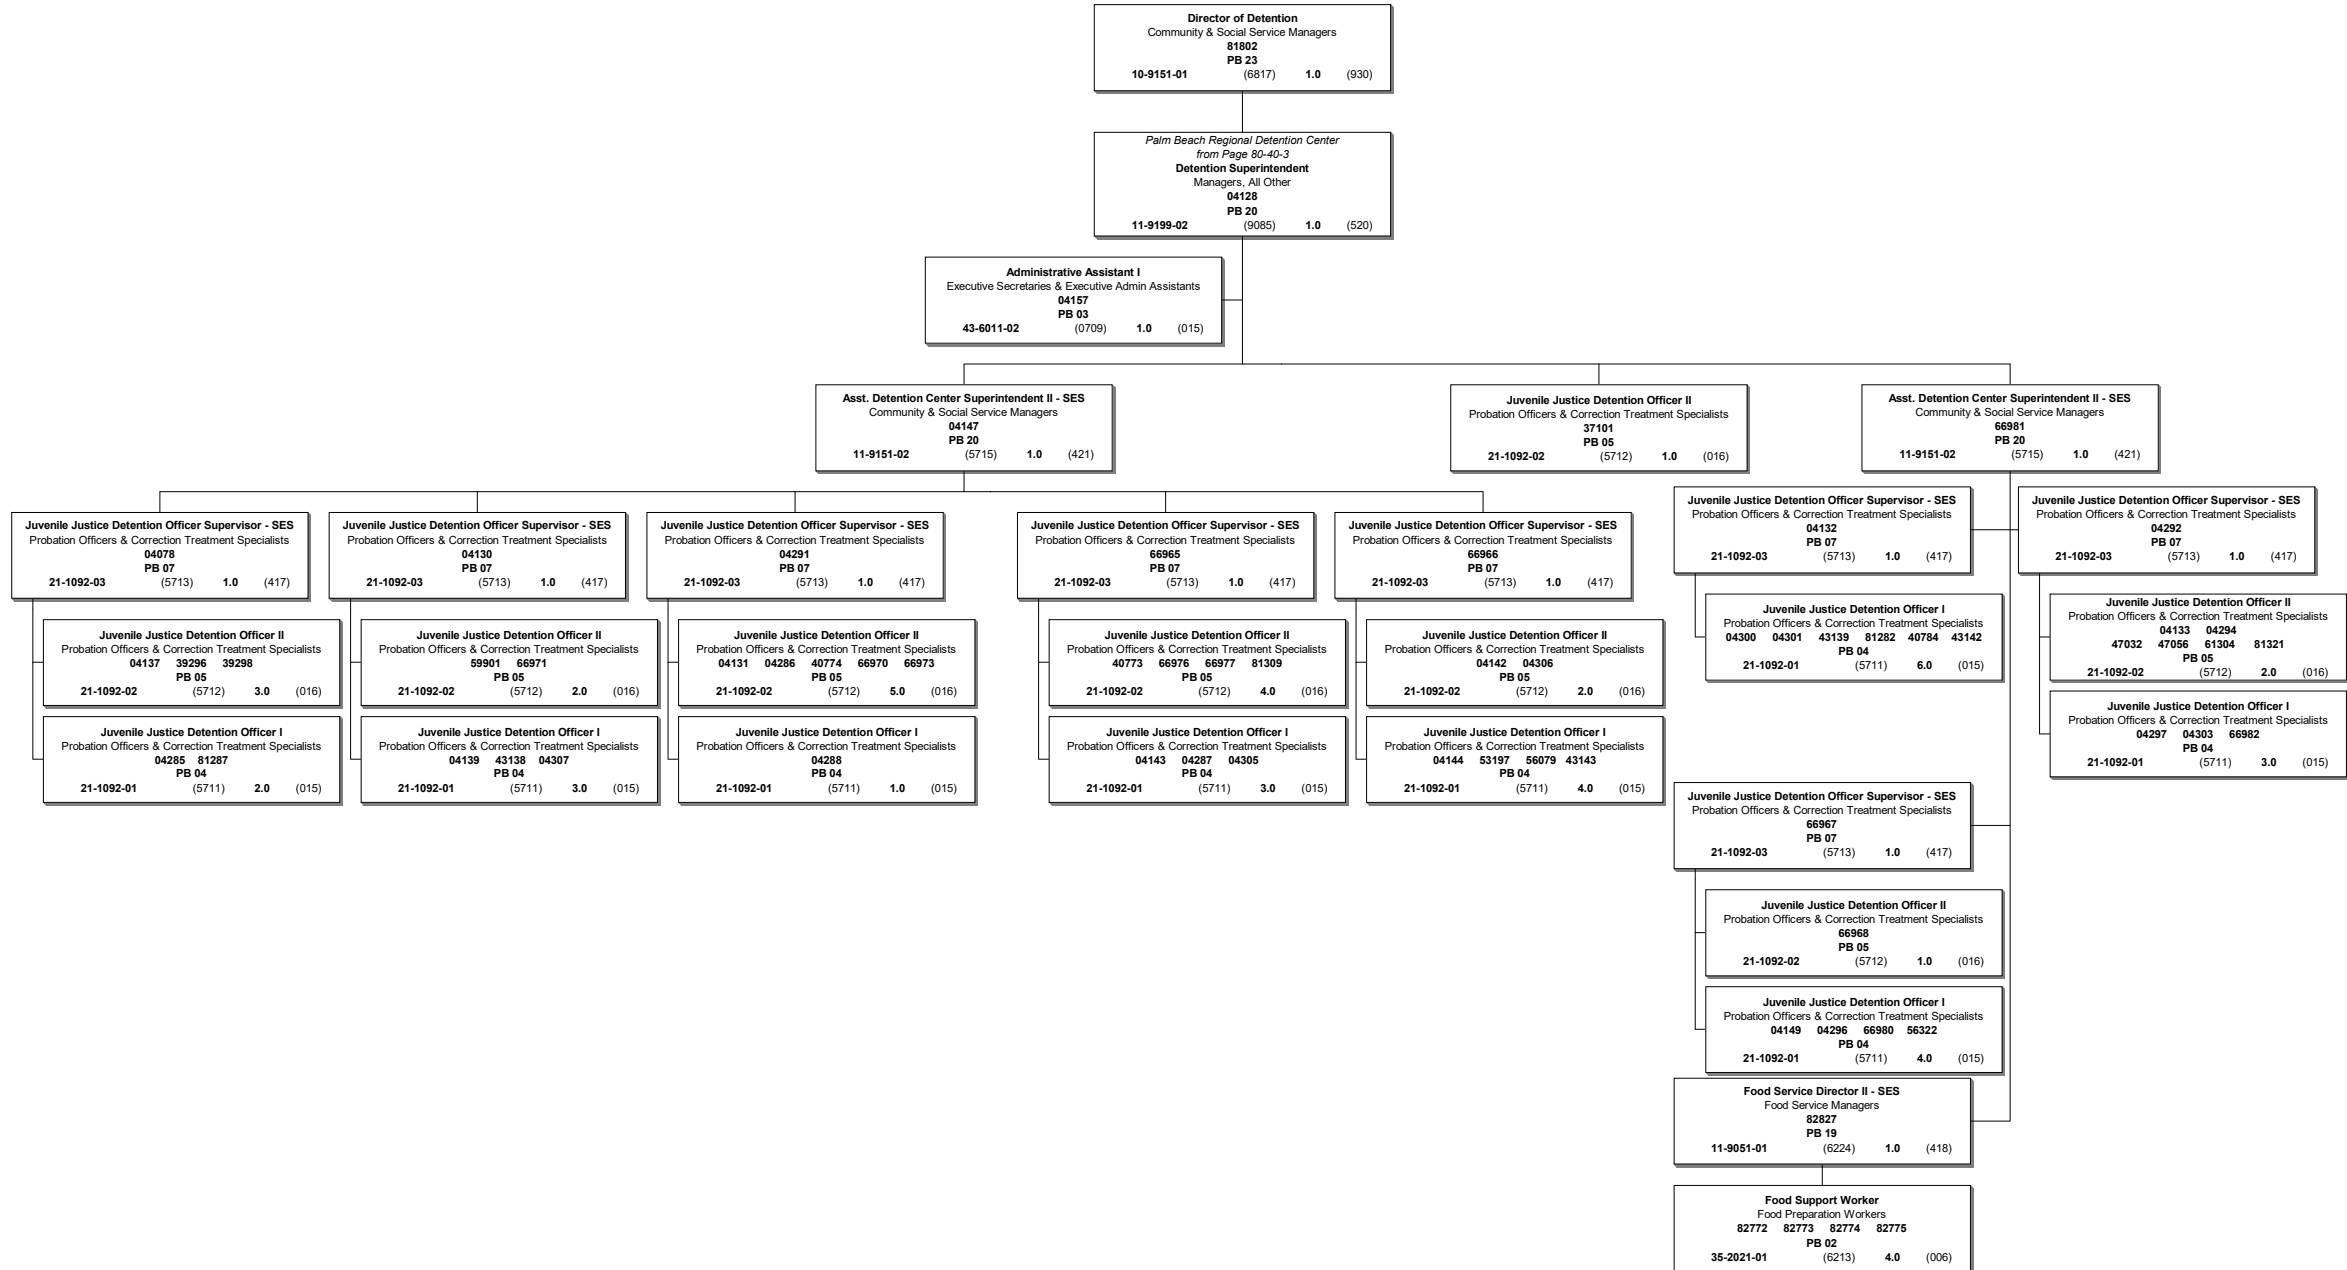 Director of Detention
Community & Social Service Managers
81802
PB 23
10-9151-01 (6817) 1.0 (930)
Palm Beach Regional Detention Center
from Page 80-40-3
Detention Superintendent
Managers, All Other
04128
PB 20
11-9199-02 (9085) 1.0 (520)
Administrative Assistant I
Executive Secretaries & Executive Admin Assistants
04157
PB 03
43-6011-02 (0709) 1.0 (015)
Asst. Detention Center Superintendent II - SES
Community & Social Service Managers
04147
PB 20
11-9151-02 (5715) 1.0 (421)
Juvenile Justice Detention Officer II
Probation Officers & Correction Treatment Specialists
37101
PB 05
21-1092-02 (5712) 1.0 (016)
Asst. Detention Center Superintendent II - SES
Community & Social Service Managers
66981
PB 20
11-9151-02 (5715) 1.0 (421)
Juvenile Justice Detention Officer Supervisor - SES
Probation Officers & Correction Treatment Specialists
04078
PB 07
21-1092-03 (5713) 1.0 (417)
Juvenile Justice Detention Officer II
Probation Officers & Correction Treatment Specialists
04137 39296 39298
PB 05
21-1092-02 (5712) 3.0 (016)
Juvenile Justice Detention Officer I
Probation Officers & Correction Treatment Specialists
04285 81287
PB 04
21-1092-01 (5711) 2.0 (015)
Juvenile Justice Detention Officer Supervisor - SES
Probation Officers & Correction Treatment Specialists
04130
PB 07
21-1092-03 (5713) 1.0 (417)
Juvenile Justice Detention Officer II
Probation Officers & Correction Treatment Specialists
59901 66971
PB 05
21-1092-02 (5712) 2.0 (016)
Juvenile Justice Detention Officer I
Probation Officers & Correction Treatment Specialists
04139 43138 04307
PB 04
21-1092-01 (5711) 3.0 (015)
Juvenile Justice Detention Officer Supervisor - SES
Probation Officers & Correction Treatment Specialists
04291
PB 07
21-1092-03 (5713) 1.0 (417)
Juvenile Justice Detention Officer II
Probation Officers & Correction Treatment Specialists
04131 04286 40774 66970 66973
PB 05
21-1092-02 (5712) 5.0 (016)
Juvenile Justice Detention Officer I
Probation Officers & Correction Treatment Specialists
04288
PB 04
21-1092-01 (5711) 1.0 (015)
Juvenile Justice Detention Officer Supervisor - SES
Probation Officers & Correction Treatment Specialists
66965
PB 07
21-1092-03 (5713) 1.0 (417)
Juvenile Justice Detention Officer II
Probation Officers & Correction Treatment Specialists
40773 66976 66977 81309
PB 05
21-1092-02 (5712) 4.0 (016)
Juvenile Justice Detention Officer I
Probation Officers & Correction Treatment Specialists
04143 04287 04305
PB 04
21-1092-01 (5711) 3.0 (015)
Juvenile Justice Detention Officer Supervisor - SES
Probation Officers & Correction Treatment Specialists
66966
PB 07
21-1092-03 (5713) 1.0 (417)
Juvenile Justice Detention Officer II
Probation Officers & Correction Treatment Specialists
04142 04306
PB 05
21-1092-02 (5712) 2.0 (016)
Juvenile Justice Detention Officer I
Probation Officers & Correction Treatment Specialists
04144 53197 56079 43143
PB 04
21-1092-01 (5711) 4.0 (015)
Juvenile Justice Detention Officer Supervisor - SES
Probation Officers & Correction Treatment Specialists
04132
PB 07
21-1092-03 (5713) 1.0 (417)
Juvenile Justice Detention Officer I
Probation Officers & Correction Treatment Specialists
04300 04301 43139 81282 40784 43142
PB 04
21-1092-01 (5711) 6.0 (015)
Juvenile Justice Detention Officer Supervisor - SES
Probation Officers & Correction Treatment Specialists
04292
PB 07
21-1092-03 (5713) 1.0 (417)
Juvenile Justice Detention Officer II
Probation Officers & Correction Treatment Specialists
04133 04294
47032 47056 61304 81321
PB 05
21-1092-02 (5712) 2.0 (016)
Juvenile Justice Detention Officer I
Probation Officers & Correction Treatment Specialists
04297 04303 66982
PB 04
21-1092-01 (5711) 3.0 (015)
Juvenile Justice Detention Officer Supervisor - SES
Probation Officers & Correction Treatment Specialists
66967
PB 07
21-1092-03 (5713) 1.0 (417)
Juvenile Justice Detention Officer II
Probation Officers & Correction Treatment Specialists
66968
PB 05
21-1092-02 (5712) 1.0 (016)
Juvenile Justice Detention Officer I
Probation Officers & Correction Treatment Specialists
04149 04296 66980 56322
PB 04
21-1092-01 (5711) 4.0 (015)
Food Service Director II - SES
Food Service Managers
82827
PB 19
11-9051-01 (6224) 1.0 (418)
Food Support Worker
Food Preparation Workers
82772 82773 82774 82775
PB 02
35-2021-01 (6213) 4.0 (006)